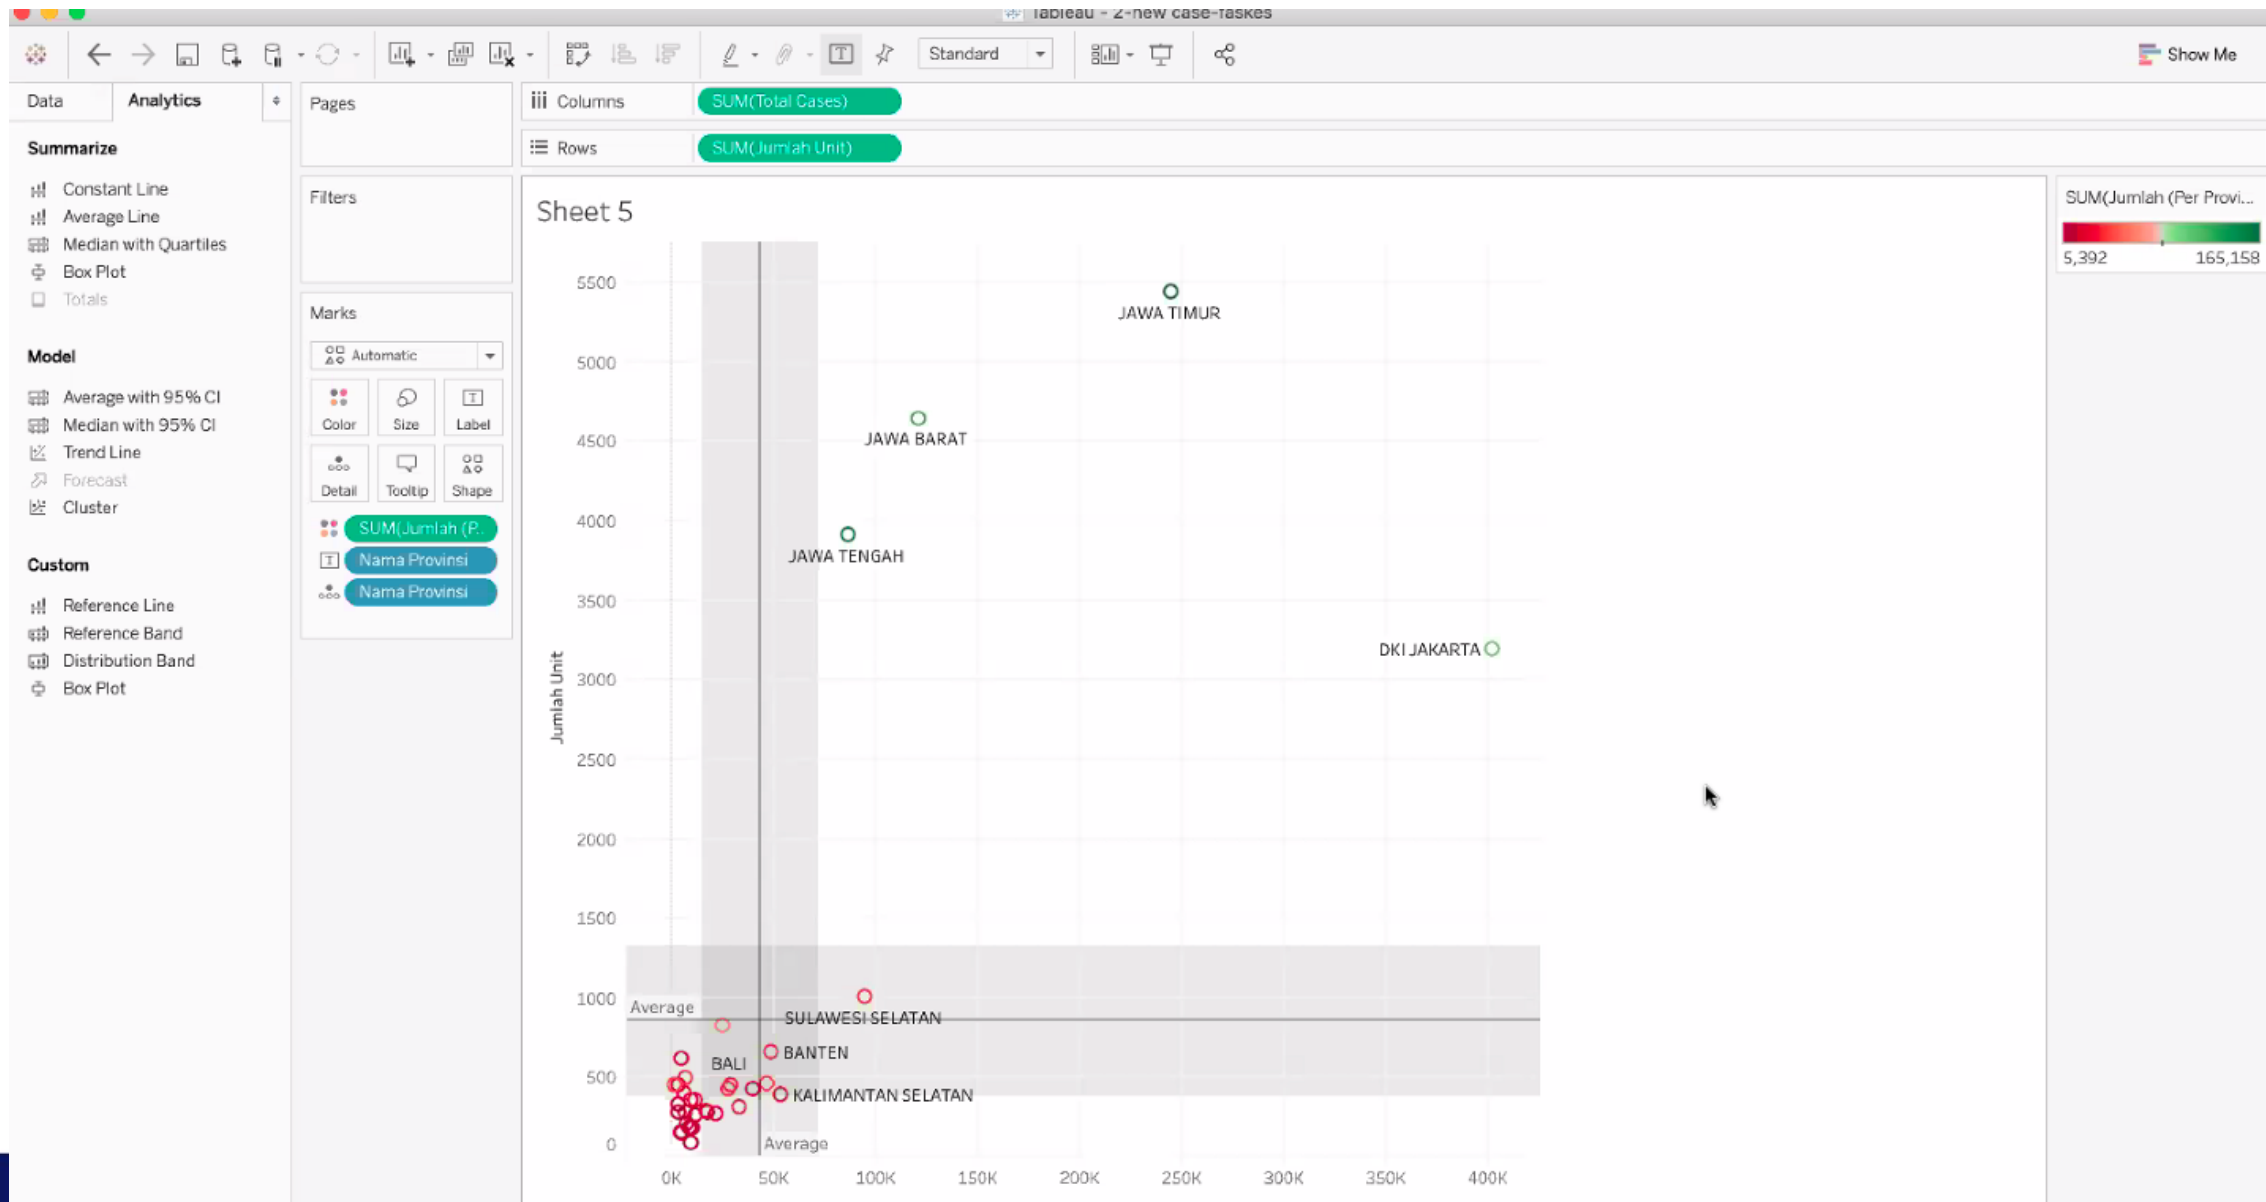 Tableau - 2-new case-faskes
Standard
Show Me
Data
Analytics
Pages
Columns
SUM(Total Cases)
Rows
SUM(Jumlah Unit)
Summarize
Constant Line
Average Line
Median with Quartiles
Box Plot
Totals
Model
Average with 95% CI
Median with 95% CI
Trend Line
Forecast
Cluster
Custom
Reference Line
Reference Band
Distribution Band
Box Plot
Filters
Marks
Automatic
Color
Size
Label
Detail
Tooltip
Shape
SUM(Jumlah (P..
Nama Provinsi
Nama Provinsi
Sheet 5
Jumlah Unit
5500
5000
4500
4000
3500
3000
2500
2000
1500
1000
500
0
JAWA TIMUR
JAWA BARAT
JAWA TENGAH
DKI JAKARTA
Average
SULAWESI SELATAN
BANTEN
BALI
KALIMANTAN SELATAN
Average
0K
50K
100K
150K
200K
250K
300K
350K
400K
SUM(Jumlah (Per Provi...
5,392
165,158